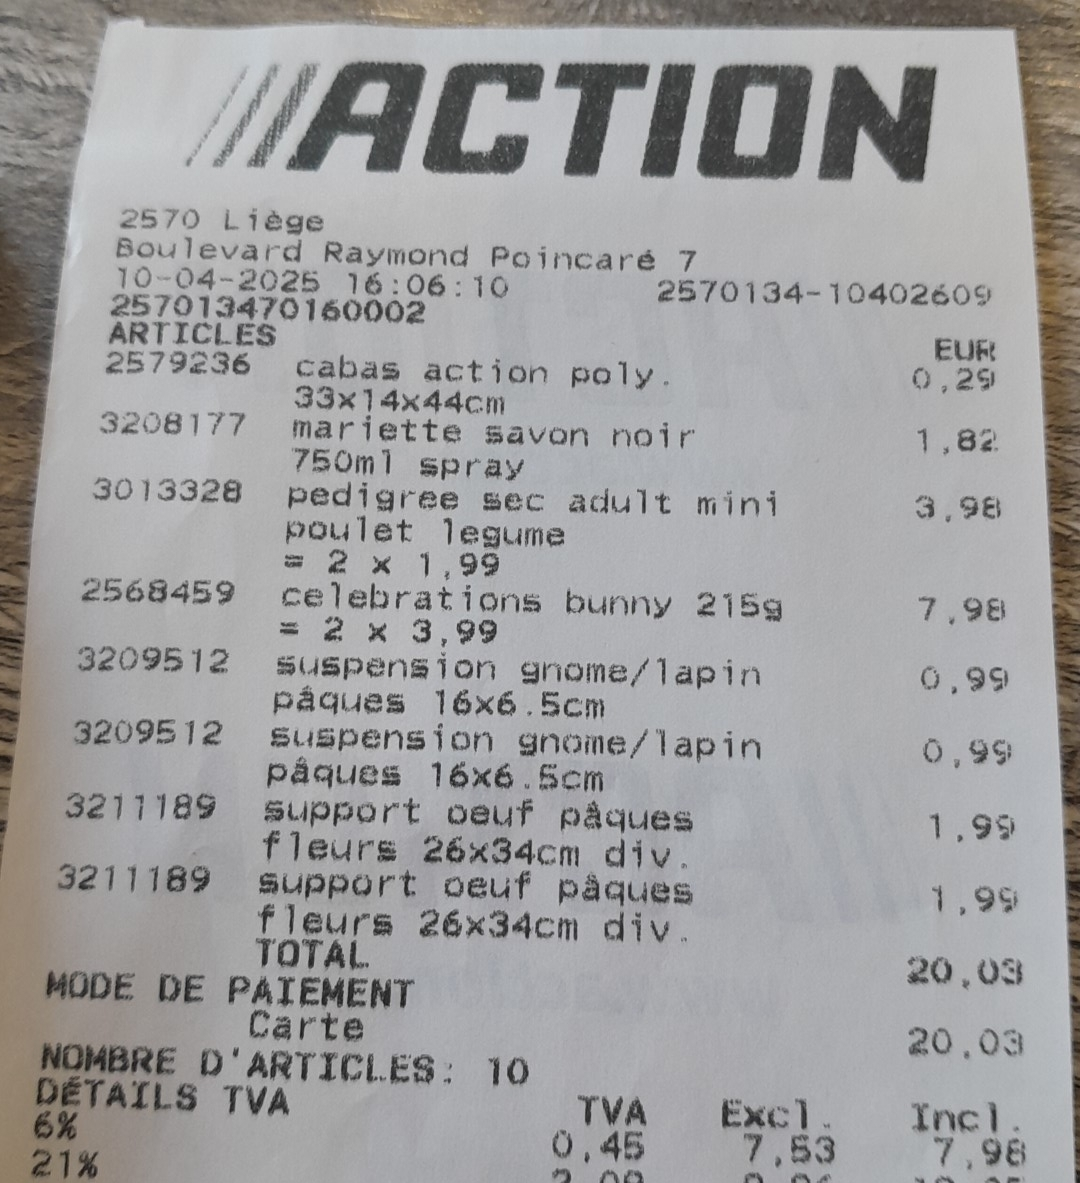 ACTION
2570 Liège
Boulevard Raymond Poincaré 7
10-04-2025 16:06:10 2570134-10402609
257013470160002
ARTICLES EUR
2579236 cabas action poly. 0,29
33x14x44cm
3208177 mariette savon noir 1,82
750ml spray
3013328 pedigree sec adult mini 3,98
poulet legume
= 2 x 1,99
2568459 celebrations bunny 215g 7,98
= 2 x 3,99
3209512 suspension gnome/lapin 0,99
pâques 16x6.5cm
3209512 suspension gnome/lapin 0,99
pâques 16x6.5cm
3211189 support oeuf pâques 1,99
fleurs 26x34cm div.
3211189 support oeuf pâques 1,99
fleurs 26x34cm div.
TOTAL 20,03
MODE DE PAIEMENT
Carte 20,03
NOMBRE D'ARTICLES: 10
DÉTAILS TVA TVA Excl. Incl.
6% 0,45 7,53 7,98
21%